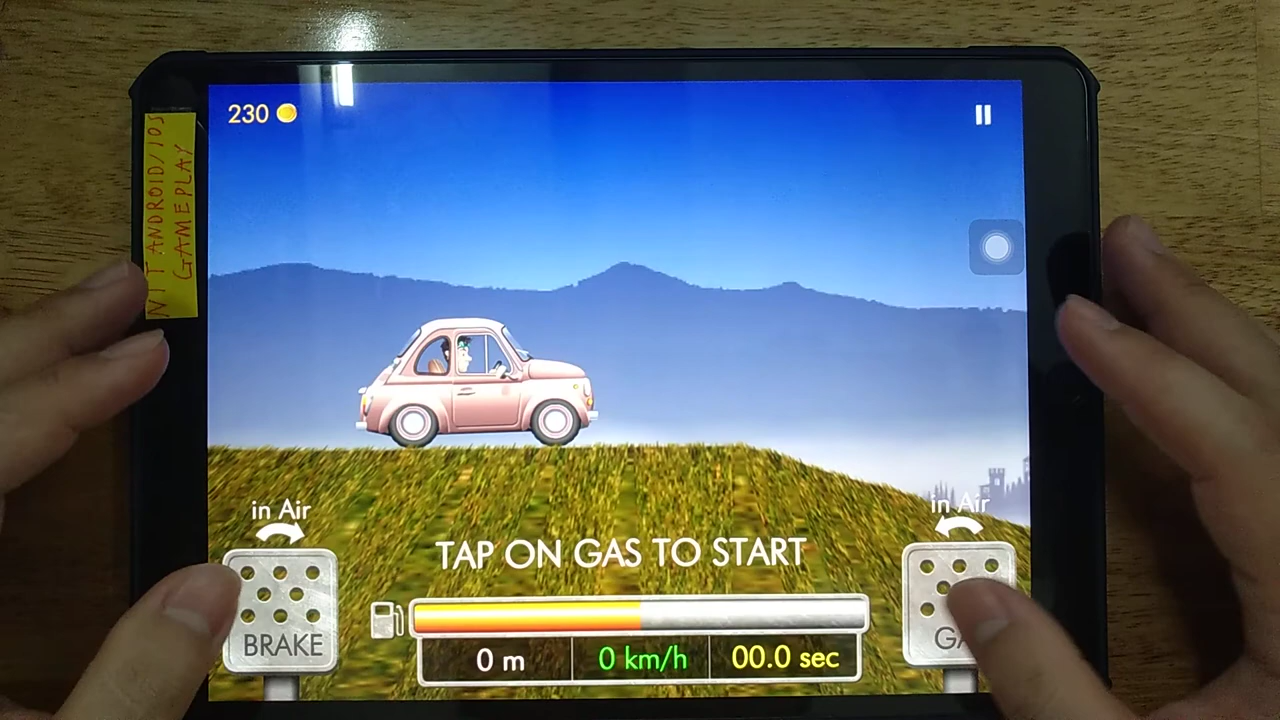 230
NIT ANDROID/IOS
GAMEPLAY
in Air
in Air
TAP ON GAS TO START
BRAKE
0 m
0 km/h
00.0 sec